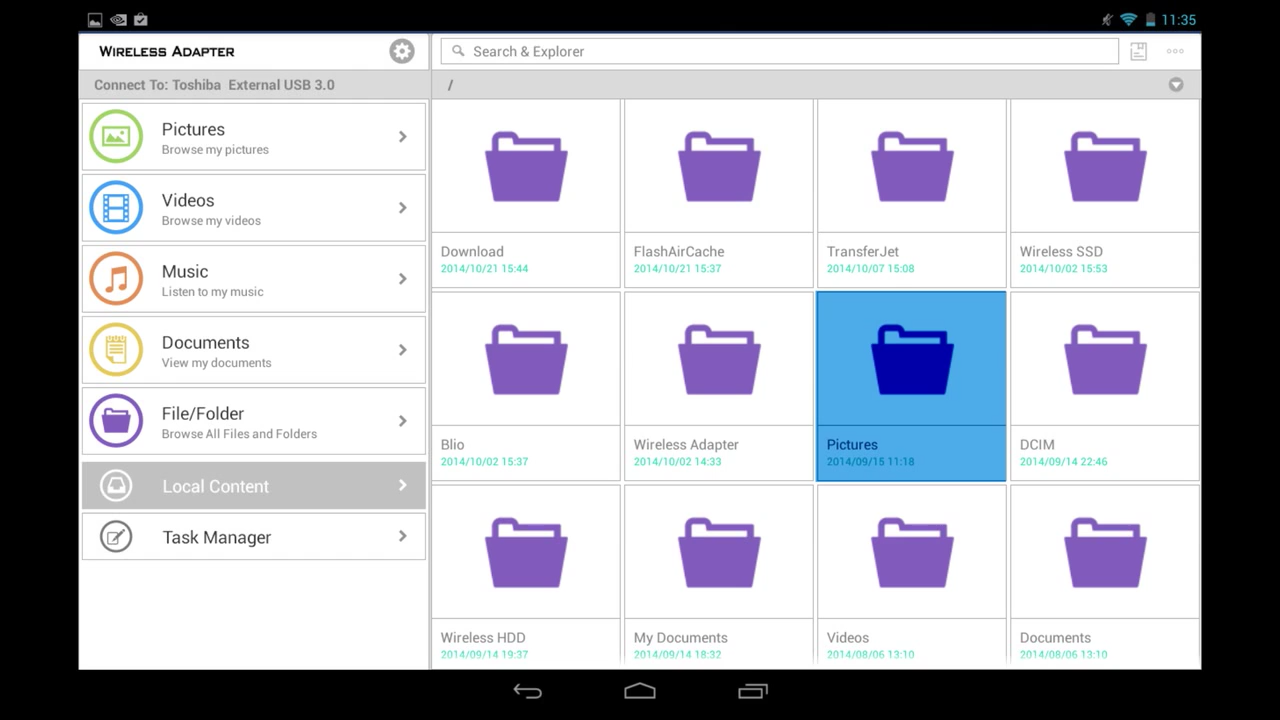 11:35
WIRELESS ADAPTER
Search & Explorer
Connect To: Toshiba External USB 3.0
/
Pictures
Browse my pictures
Videos
Browse my videos
Music
Listen to my music
Documents
View my documents
File/Folder
Browse All Files and Folders
Local Content
Task Manager
Download
2014/10/21 15:44
FlashAirCache
2014/10/21 15:37
TransferJet
2014/10/07 15:08
Wireless SSD
2014/10/02 15:53
Blio
2014/10/02 15:37
Wireless Adapter
2014/10/02 14:33
Pictures
2014/09/15 11:18
DCIM
2014/09/14 22:46
Wireless HDD
2014/09/14 19:37
My Documents
2014/09/14 18:32
Videos
2014/08/06 13:10
Documents
2014/08/06 13:10